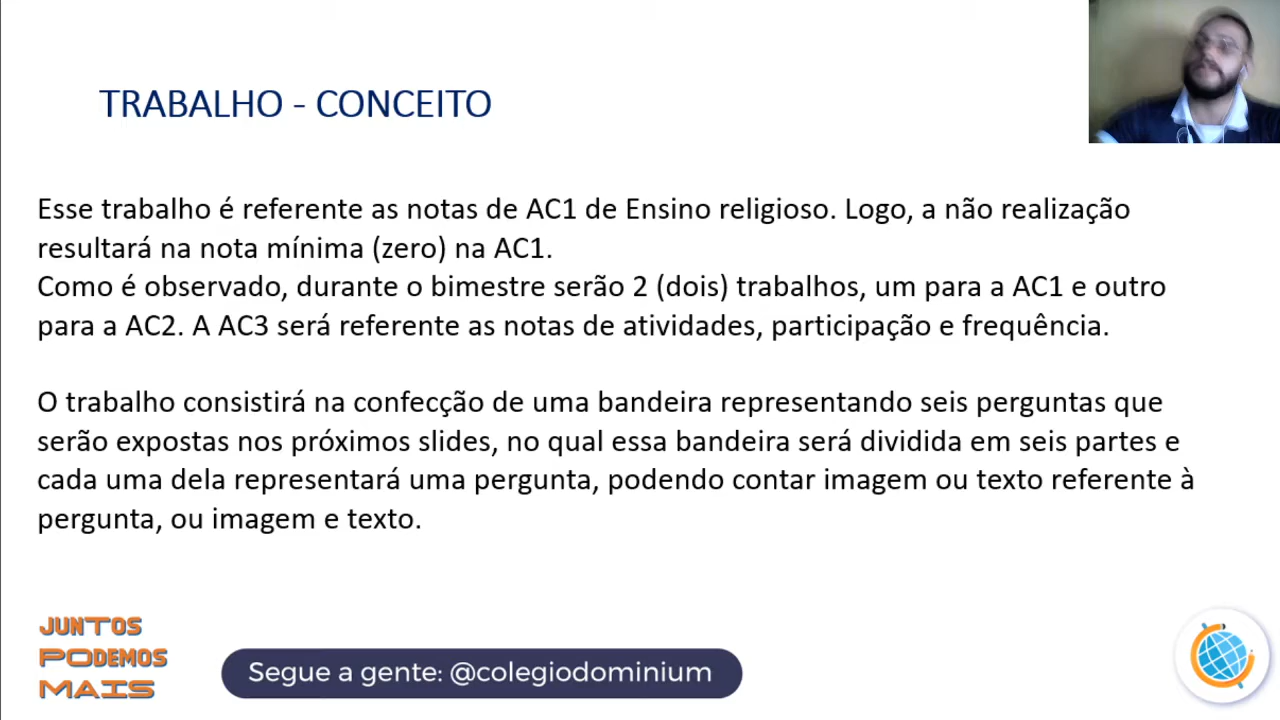 TRABALHO - CONCEITO
Esse trabalho é referente as notas de AC1 de Ensino religioso. Logo, a não realização
resultará na nota mínima (zero) na AC1.
Como é observado, durante o bimestre serão 2 (dois) trabalhos, um para a AC1 e outro
para a AC2. A AC3 será referente as notas de atividades, participação e frequência.
O trabalho consistirá na confecção de uma bandeira representando seis perguntas que
serão expostas nos próximos slides, no qual essa bandeira será dividida em seis partes e
cada uma dela representará uma pergunta, podendo contar imagem ou texto referente à
pergunta, ou imagem e texto.
JUNTOS
PODEMOS
MAIS
Segue a gente: @colegiodominium